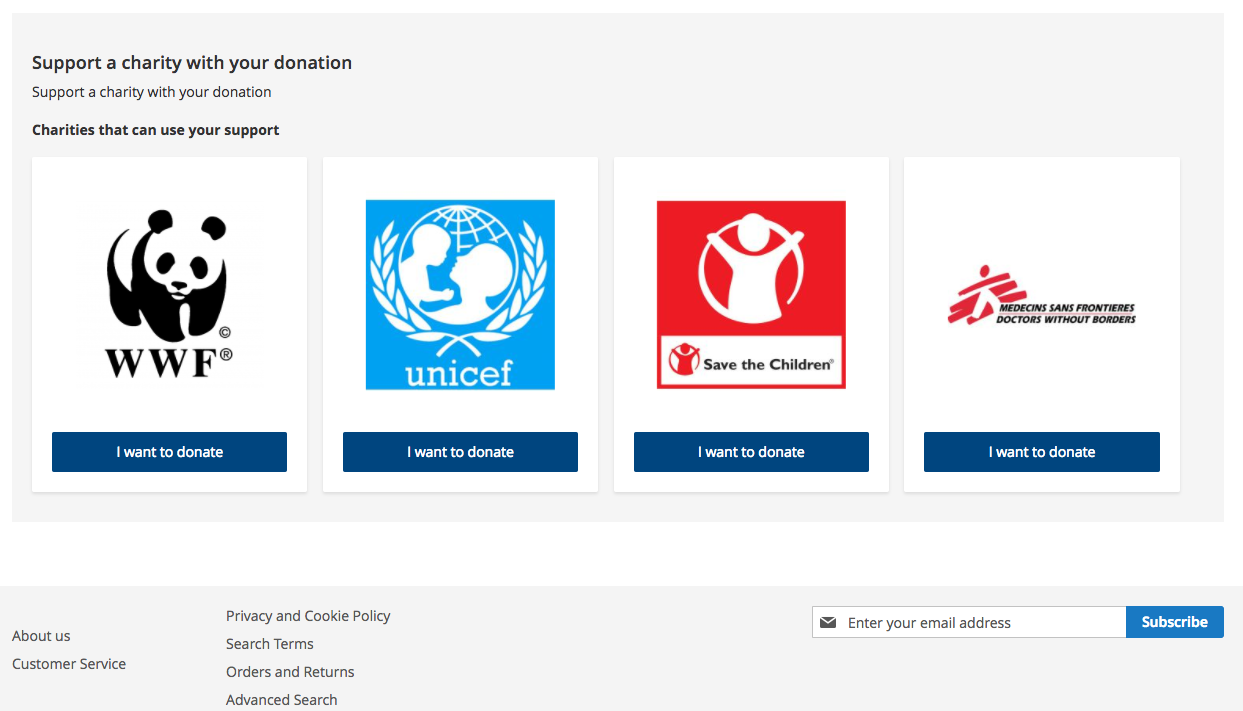 Support a charity with your donation
Support a charity with your donation
Charities that can use your support
©
WWF®
unicef
Save the Children®
MEDECINS SANS FRONTIERES
DOCTORS WITHOUT BORDERS
I want to donate
I want to donate
I want to donate
I want to donate
About us
Customer Service
Privacy and Cookie Policy
Search Terms
Orders and Returns
Advanced Search
Enter your email address
Subscribe